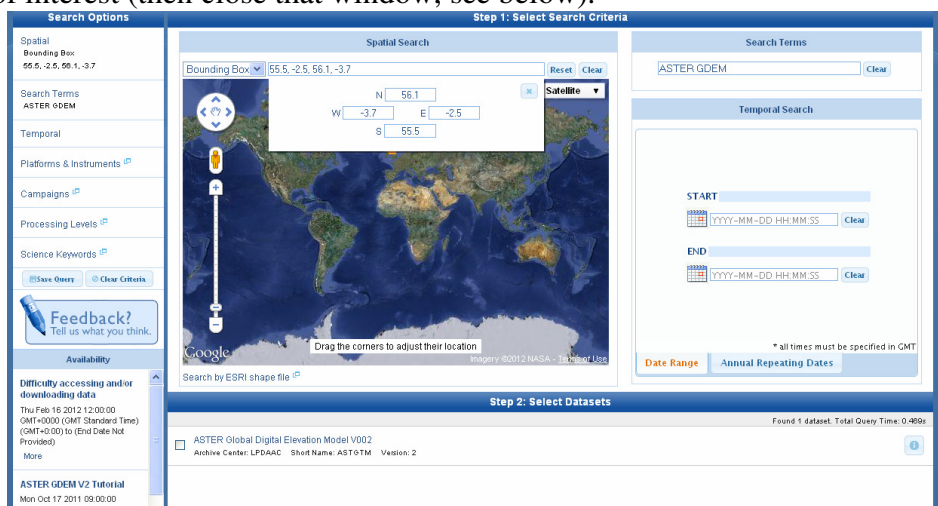 of interest (then close that window, see below).
Search Options
Spatial
Bounding Box
55.5, -2.5, 56.1, -3.7
Search Terms
ASTER GDEM
Temporal
Platforms & Instruments
Campaigns
Processing Levels
Science Keywords
Save Query
Clear Criteria
Feedback?
Tell us what you think.
Availability
Difficulty accessing and/or
downloading data
Thu Feb 16 2012 12:00:00
GMT+0000 (GMT Standard Time)
(GMT+0:00) to (End Date Not
Provided)
More
ASTER GDEM V2 Tutorial
Mon Oct 17 2011 09:00:00
Step 1: Select Search Criteria
Spatial Search
Bounding Box 55.5, -2.5, 56.1, -3.7 Reset Clear
Satellite
N 56.1
W -3.7 E -2.5
S 55.5
Drag the corners to adjust their location
Google
Imagery ©2012 NASA - Terms of Use
Search by ESRI shape file
Search Terms
ASTER GDEM Clear
Temporal Search
START
YYYY-MM-DD HH:MM:SS Clear
END
YYYY-MM-DD HH:MM:SS Clear
* all times must be specified in GMT
Date Range Annual Repeating Dates
Step 2: Select Datasets
Found 1 dataset. Total Query Time: 0.469s
ASTER Global Digital Elevation Model V002
Archive Center: LPDAAC Short Name: ASTGTM Version: 2